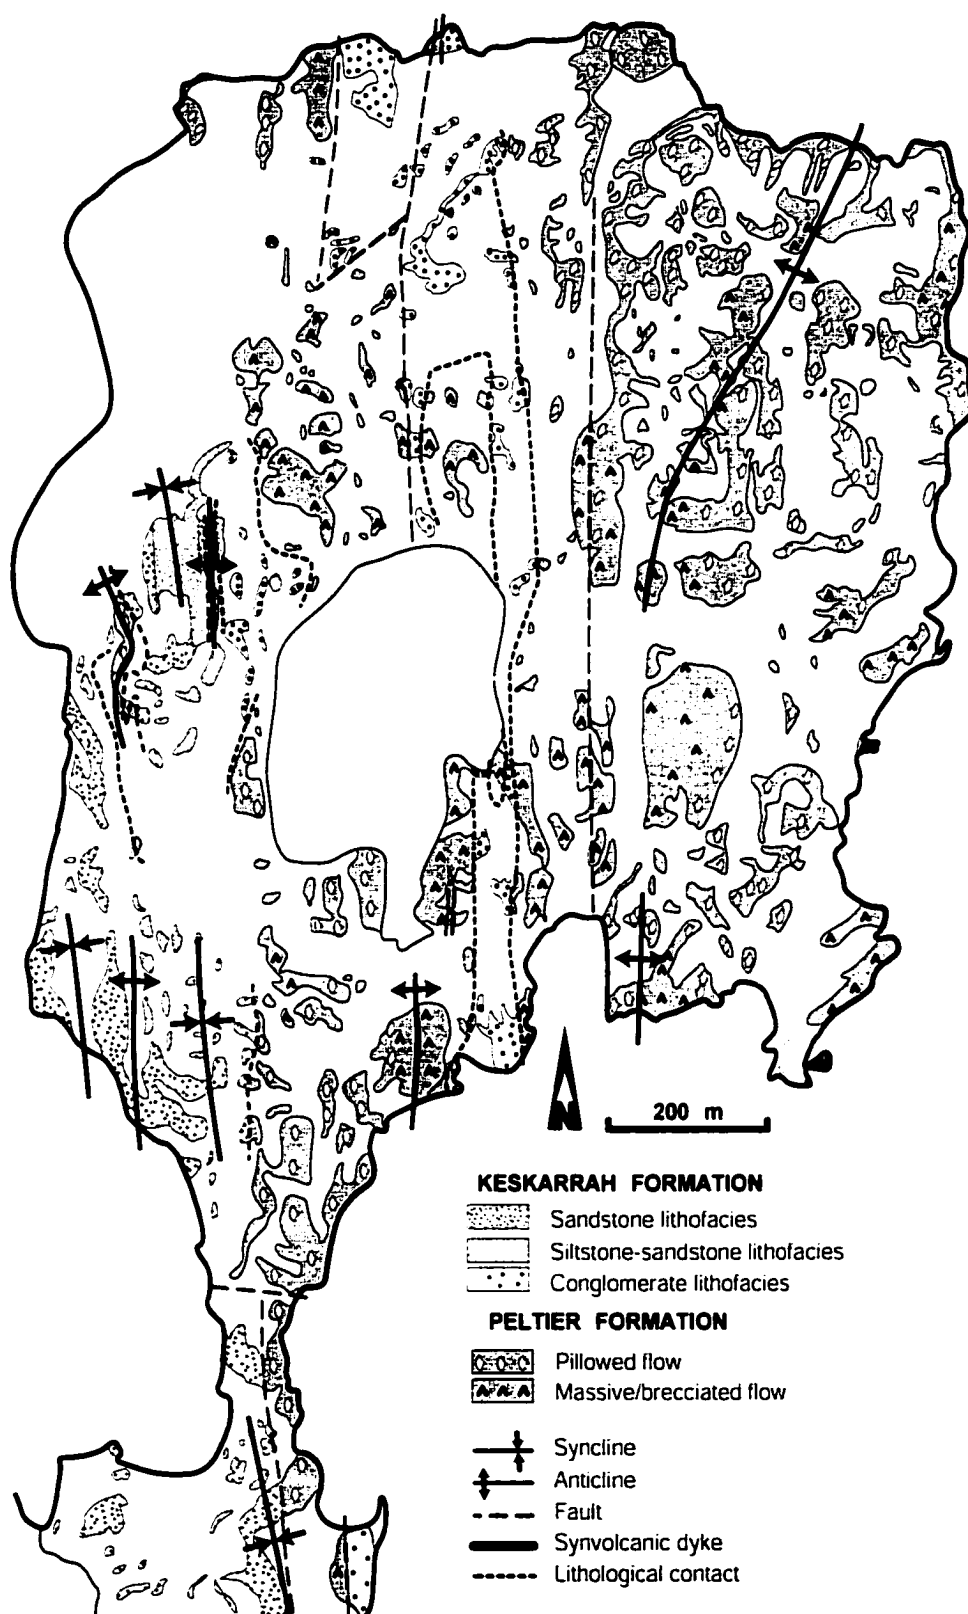 N
200 m
KESKARRAH FORMATION
Sandstone lithofacies
Siltstone-sandstone lithofacies
Conglomerate lithofacies
PELTIER FORMATION
Pillowed flow
Massive/brecciated flow
Syncline
Anticline
Fault
Synvolcanic dyke
Lithological contact